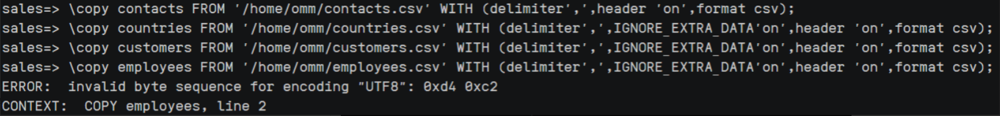 sales=> \copy contacts FROM '/home/omm/contacts.csv' WITH (delimiter',',header 'on',format csv);
sales=> \copy countries FROM '/home/omm/countries.csv' WITH (delimiter',',IGNORE_EXTRA_DATA'on',header 'on',format csv);
sales=> \copy customers FROM '/home/omm/customers.csv' WITH (delimiter',',IGNORE_EXTRA_DATA'on',header 'on',format csv);
sales=> \copy employees FROM '/home/omm/employees.csv' WITH (delimiter',',IGNORE_EXTRA_DATA'on',header 'on',format csv);
ERROR:  invalid byte sequence for encoding "UTF8": 0xd4 0xc2
CONTEXT:  COPY employees, line 2